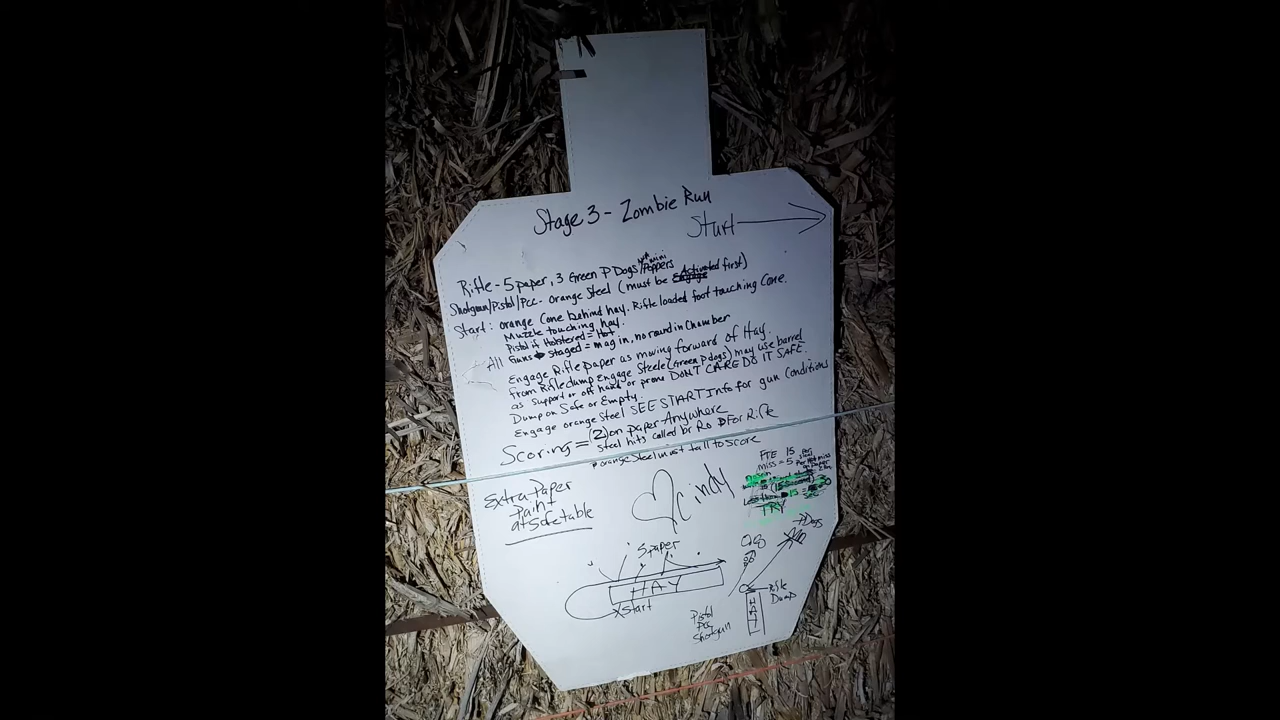 Stage 3 - Zombie Run
Start
Rifle - 5 paper, 3 Green P Dogs/Poppers
mini
Shotgun/Pistol/Pcc - orange Steel (must be Activated first)
Start: orange Cone behind hay. Rifle loaded foot touching Cone.
Muzzle touching hay.
Pistol if Holstered = Hot
All Guns staged = mag in, no round in Chamber
Engage Rifle paper as moving forward of Hay.
from Rifle dump Engage Steele (Green P dogs) may use barrel
as support or off hand or prone DON'T CARE DO IT SAFE.
Dump on Safe or Empty.
Engage orange Steel SEE START Info for gun Conditions
Scoring = (2) on paper Anywhere
Steel hits called by RO For Rifle
orange Steel must fall to Score
FTE 15
miss = 5 per
TRY
Extra Paper
Paint
at Safe table
Cindy
5 paper
HAY
X Start
Dogs
Rifle
Dump
Pistol
Pcc
Shotgun